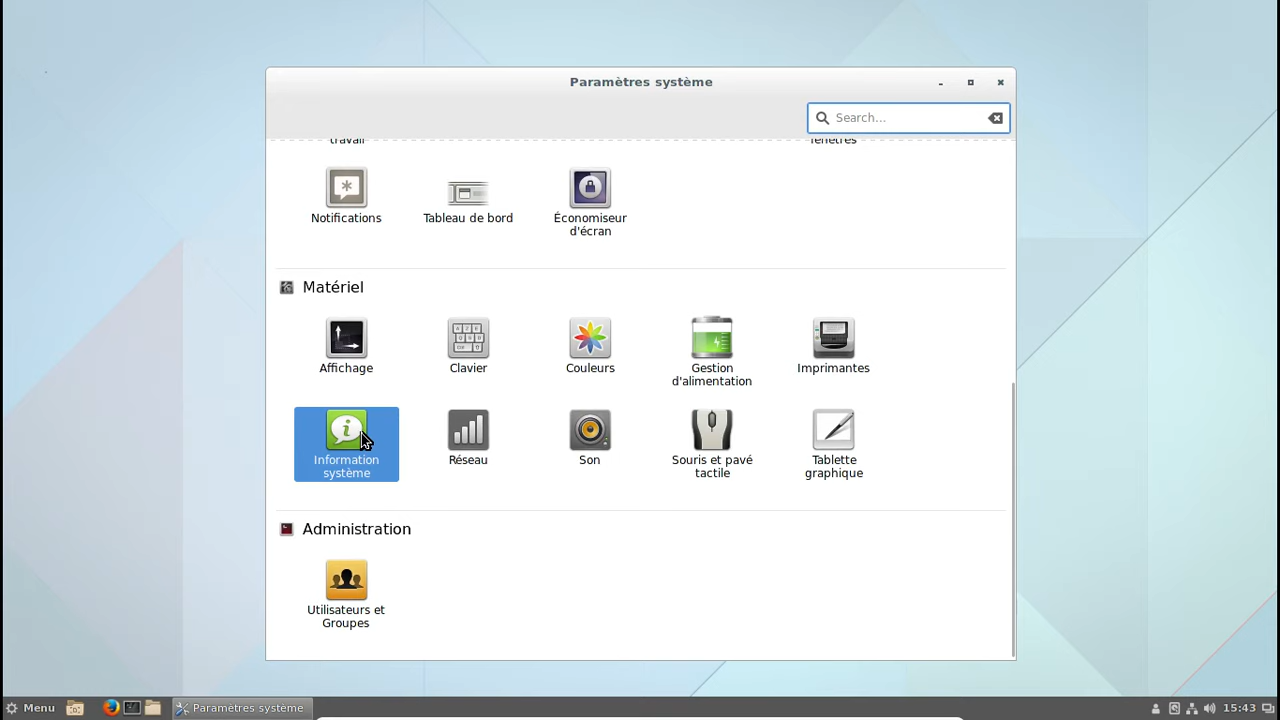 Paramètres système
Search...
travail
fenêtres
Notifications
Tableau de bord
Économiseur
d'écran
Matériel
Affichage
Clavier
Couleurs
Gestion
d'alimentation
Imprimantes
Information
système
Réseau
Son
Souris et pavé
tactile
Tablette
graphique
Administration
Utilisateurs et
Groupes
Menu
Paramètres système
15:43